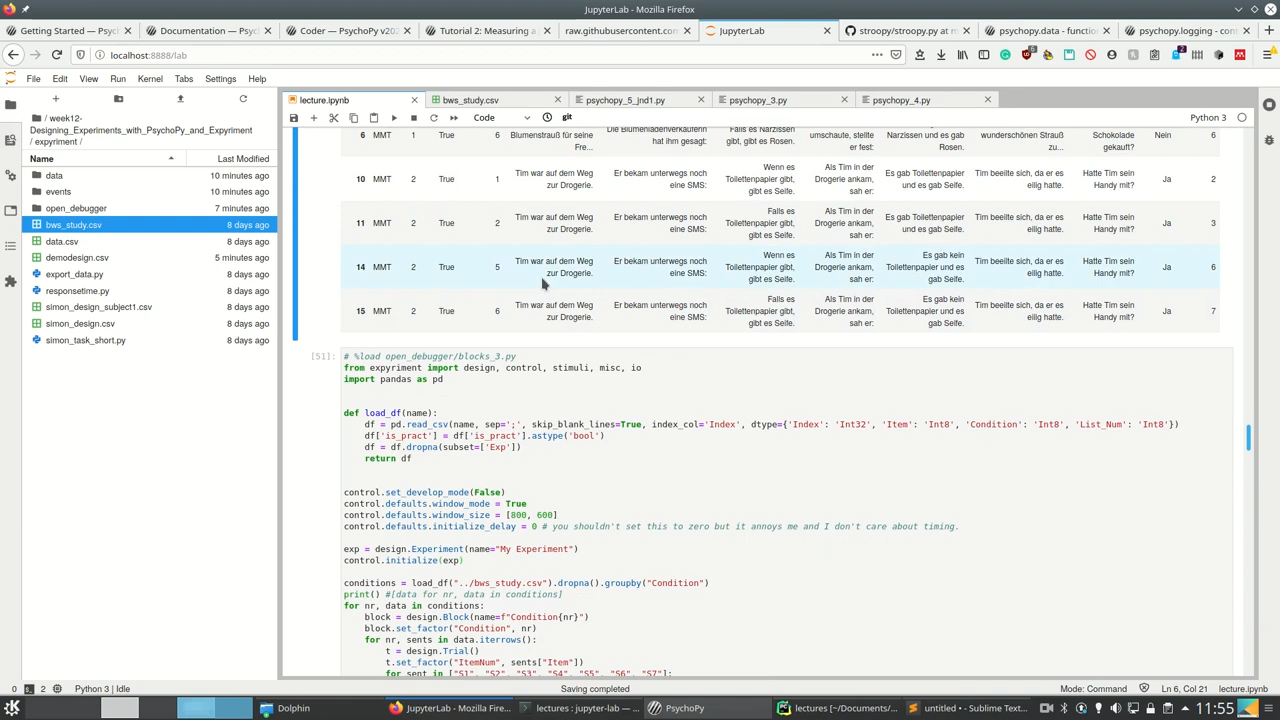 JupyterLab - Mozilla Firefox
Getting Started — Psyc
Documentation — Psych
Coder — PsychoPy v202
Tutorial 2: Measuring a
raw.githubusercontent.com/
JupyterLab
stroopy/stroopy.py at m
psychopy.data - function
psychopy.logging - cont
localhost:8888/lab
File Edit View Run Kernel Tabs Settings Help
/ week12-
Designing_Experiments_with_PsychoPy_and_Expyriment
/ expyriment /
Name Last Modified
data 10 minutes ago
events 10 minutes ago
open_debugger 7 minutes ago
bws_study.csv 8 days ago
data.csv 8 days ago
demodesign.csv 5 minutes ago
export_data.py 8 days ago
responsetime.py 8 days ago
simon_design_subject1.csv 8 days ago
simon_design.csv 8 days ago
simon_task_short.py 8 days ago
lecture.ipynb bws_study.csv psychopy_5_jnd1.py psychopy_3.py psychopy_4.py
Code git Python 3
6 MMT 1 True 6 Blumenstrauß für seine Fre... Die Blumenladenverkäuferin hat ihm gesagt: Falls es Narzissen gibt, gibt es Rosen. umschaute, stellte er fest: Narzissen und es gab Rosen. wunderschönen Strauß zu... Schokolade gekauft? Nein 6
10 MMT 2 True 1 Tim war auf dem Weg zur Drogerie. Er bekam unterwegs noch eine SMS: Wenn es Toilettenpapier gibt, gibt es Seife. Als Tim in der Drogerie ankam, sah er: Es gab Toilettenpapier und es gab Seife. Tim beeilte sich, da er es eilig hatte. Hatte Tim sein Handy mit? Ja 2
11 MMT 2 True 2 Tim war auf dem Weg zur Drogerie. Er bekam unterwegs noch eine SMS: Falls es Toilettenpapier gibt, gibt es Seife. Als Tim in der Drogerie ankam, sah er: Es gab Toilettenpapier und es gab Seife. Tim beeilte sich, da er es eilig hatte. Hatte Tim sein Handy mit? Ja 3
14 MMT 2 True 5 Tim war auf dem Weg zur Drogerie. Er bekam unterwegs noch eine SMS: Wenn es Toilettenpapier gibt, gibt es Seife. Als Tim in der Drogerie ankam, sah er: Es gab kein Toilettenpapier und es gab Seife. Tim beeilte sich, da er es eilig hatte. Hatte Tim sein Handy mit? Ja 6
15 MMT 2 True 6 Tim war auf dem Weg zur Drogerie. Er bekam unterwegs noch eine SMS: Falls es Toilettenpapier gibt, gibt es Seife. Als Tim in der Drogerie ankam, sah er: Es gab kein Toilettenpapier und es gab Seife. Tim beeilte sich, da er es eilig hatte. Hatte Tim sein Handy mit? Ja 7
[51]: # %load open_debugger/blocks_3.py
from expyriment import design, control, stimuli, misc, io
import pandas as pd
def load_df(name):
df = pd.read_csv(name, sep=';', skip_blank_lines=True, index_col='Index', dtype={'Index': 'Int32', 'Item': 'Int8', 'Condition': 'Int8', 'List_Num': 'Int8'})
df['is_pract'] = df['is_pract'].astype('bool')
df = df.dropna(subset=['Exp'])
return df
control.set_develop_mode(False)
control.defaults.window_mode = True
control.defaults.window_size = [800, 600]
control.defaults.initialize_delay = 0 # you shouldn't set this to zero but it annoys me and I don't care about timing.
exp = design.Experiment(name="My Experiment")
control.initialize(exp)
conditions = load_df("../bws_study.csv").dropna().groupby("Condition")
print() #[data for nr, data in conditions]
for nr, data in conditions:
block = design.Block(name=f"Condition{nr}")
block.set_factor("Condition", nr)
for nr, sents in data.iterrows():
t = design.Trial()
t.set_factor("ItemNum", sents["Item"])
for sent in ["S1", "S2", "S3", "S4", "S5", "S6", "S7"]:
0 2 Python 3 | Idle Saving completed Mode: Command Ln 6, Col 21 lecture.ipynb
Dolphin JupyterLab - Mozilla Fire... lectures : jupyter-lab — ... PsychoPy lectures [~/Documents/... untitled • - Sublime Text... 11:55